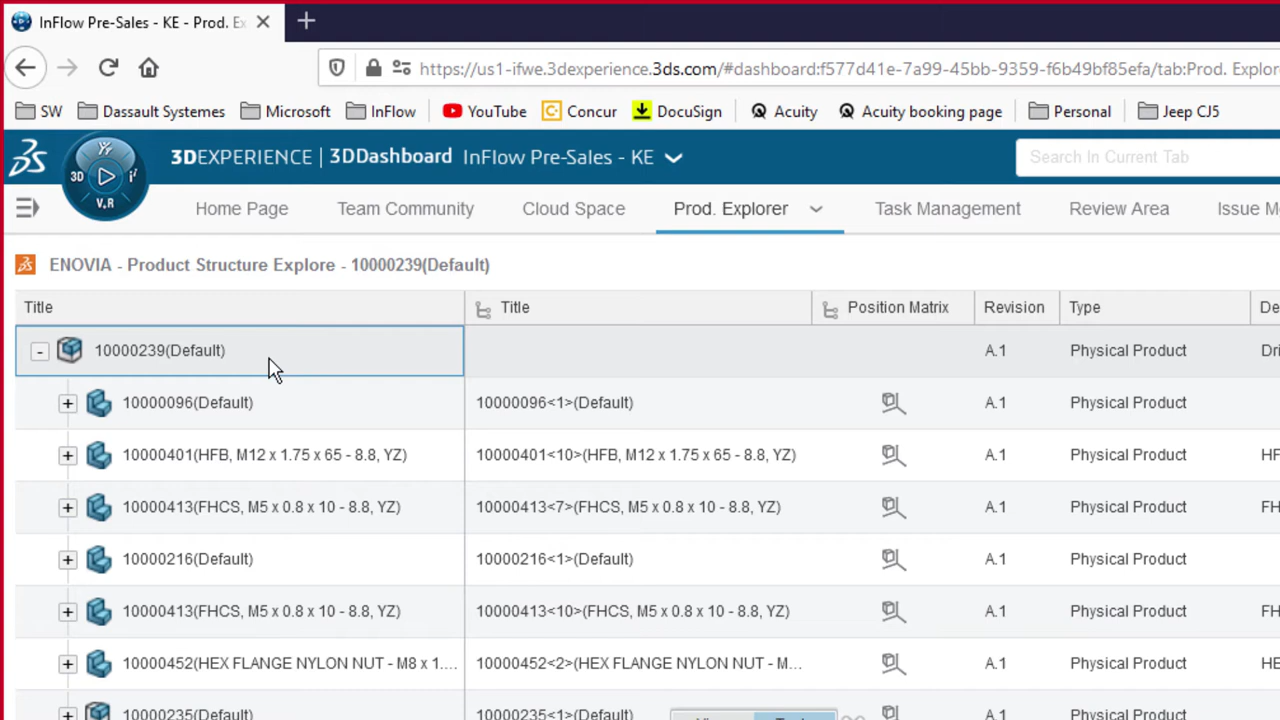 InFlow Pre-Sales - KE - Prod. Ex
https://us1-ifwe.3dexperience.3ds.com/#dashboard:f577d41e-7a99-45bb-9359-f6b49bf85efa/tab:Prod. Explor
SW Dassault Systemes Microsoft InFlow YouTube Concur DocuSign Acuity Acuity booking page Personal Jeep CJ5
3DEXPERIENCE | 3DDashboard InFlow Pre-Sales - KE Search In Current Tab
3D V.R
Home Page Team Community Cloud Space Prod. Explorer Task Management Review Area Issue M
ENOVIA - Product Structure Explore - 10000239(Default)
Title Title Position Matrix Revision Type De
10000239(Default) A.1 Physical Product Dri
10000096(Default) 10000096<1>(Default) A.1 Physical Product
10000401(HFB, M12 x 1.75 x 65 - 8.8, YZ) 10000401<10>(HFB, M12 x 1.75 x 65 - 8.8, YZ) A.1 Physical Product HF
10000413(FHCS, M5 x 0.8 x 10 - 8.8, YZ) 10000413<7>(FHCS, M5 x 0.8 x 10 - 8.8, YZ) A.1 Physical Product FH
10000216(Default) 10000216<1>(Default) A.1 Physical Product
10000413(FHCS, M5 x 0.8 x 10 - 8.8, YZ) 10000413<10>(FHCS, M5 x 0.8 x 10 - 8.8, YZ) A.1 Physical Product FH
10000452(HEX FLANGE NYLON NUT - M8 x 1.... 10000452<2>(HEX FLANGE NYLON NUT - M... A.1 Physical Product HE
10000235(Default) 10000235<1>(Default) A.1 Physical Product